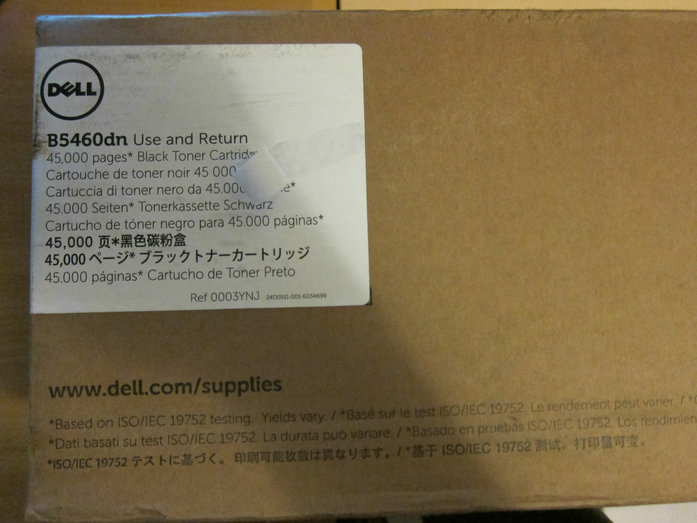 DELL
B5460dn Use and Return
45,000 pages* Black Toner
Cartouche de toner noir 45 000
Cartuccia di toner nero da
45.000 Seiten* Tonerkassette Schwarz
Cartucho de tóner negro para 45.000 páginas*
45,000 页*黑色碳粉盒
45,000 ページ* ブラックトナーカートリッジ
45.000 páginas* Cartucho de Toner Preto
Ref 0003YNJ
www.dell.com/supplies
*Based on ISO/IEC 19752 testing. Yields vary. / *Basé sur le test ISO/IEC 19752. Le rendement peut varier. /
*Dati basati su test ISO/IEC 19752. La durata può variare. / *Basado en pruebas ISO/IEC 19752. Los
*ISO/IEC 19752 テストに基づく。印刷可能枚数は異なります。/ *基于 ISO/IEC 19752 测试。打印量可变。